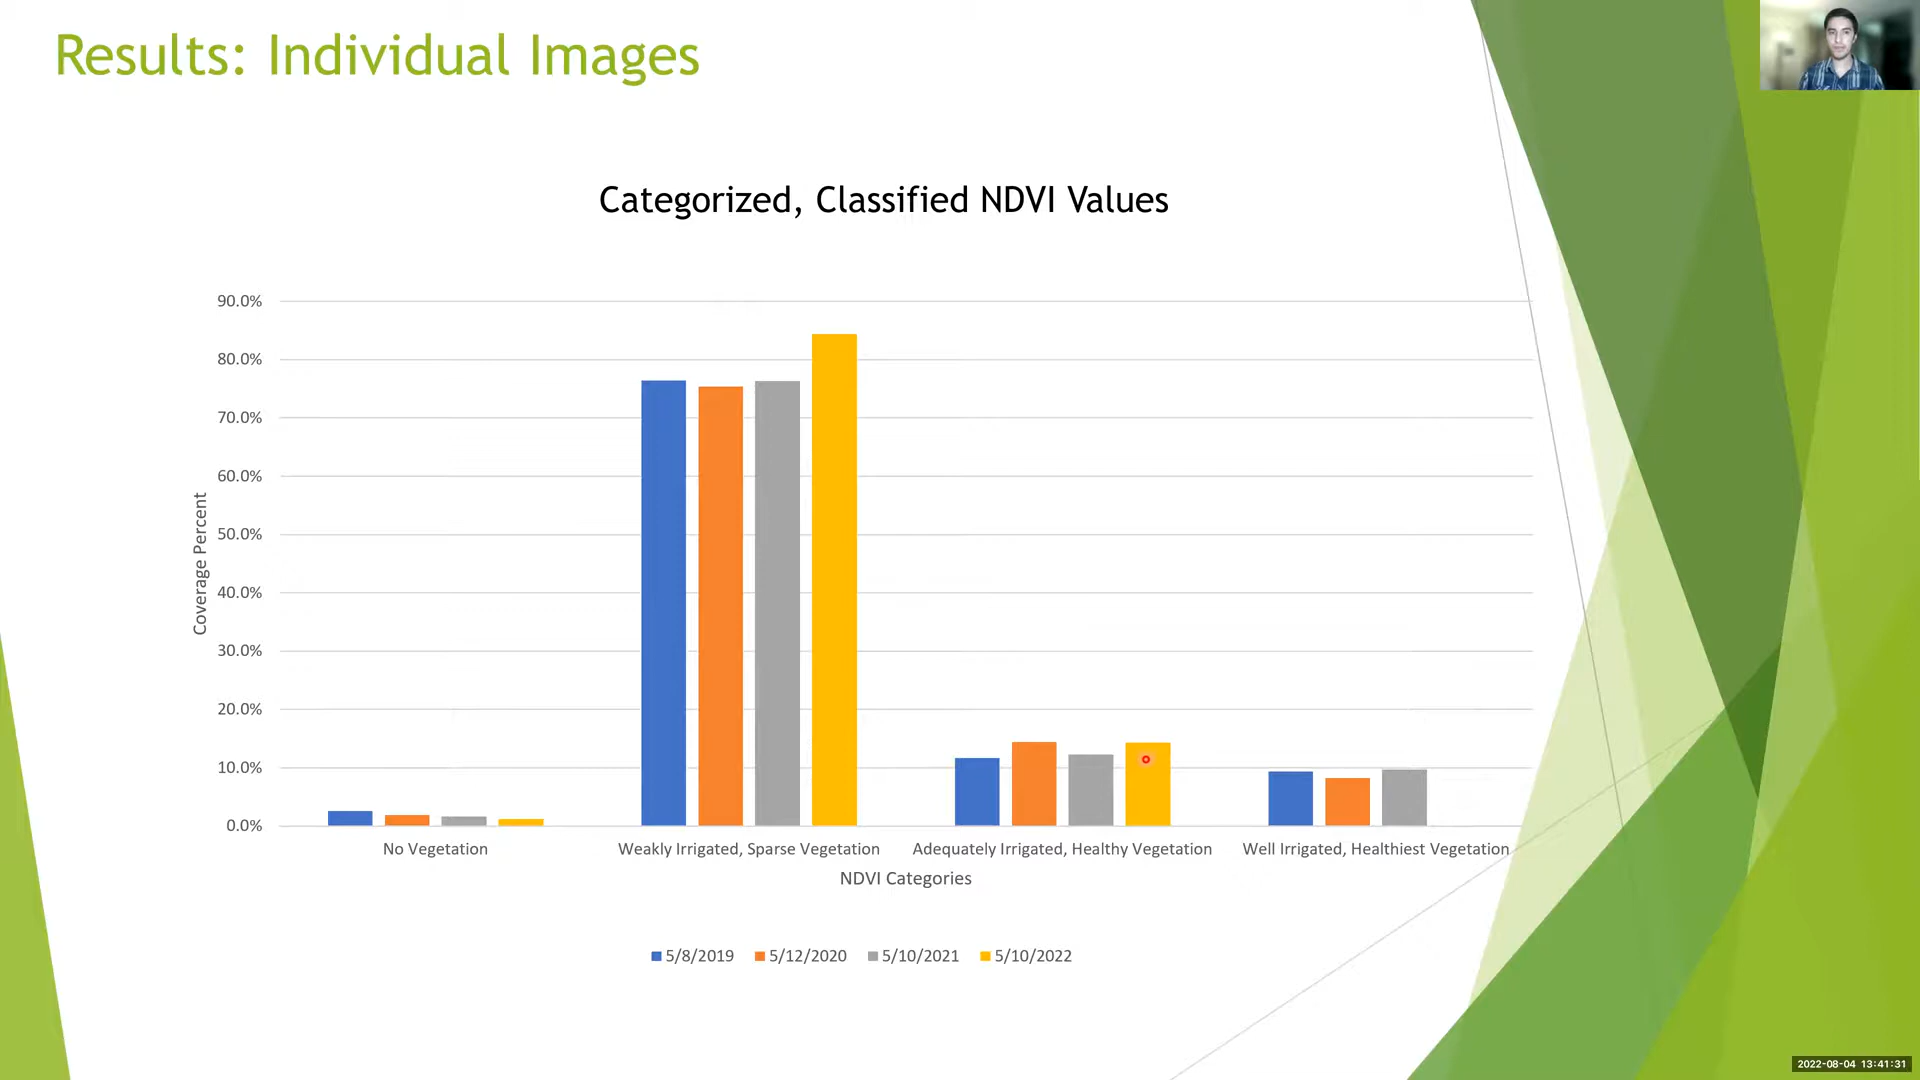 Results: Individual Images
Categorized, Classified NDVI Values
90.0%
80.0%
70.0%
60.0%
50.0%
40.0%
30.0%
20.0%
10.0%
0.0%
Coverage Percent
No Vegetation
Weakly Irrigated, Sparse Vegetation
Adequately Irrigated, Healthy Vegetation
Well Irrigated, Healthiest Vegetation
NDVI Categories
5/8/2019
5/12/2020
5/10/2021
5/10/2022
2022-08-04 13:41:31